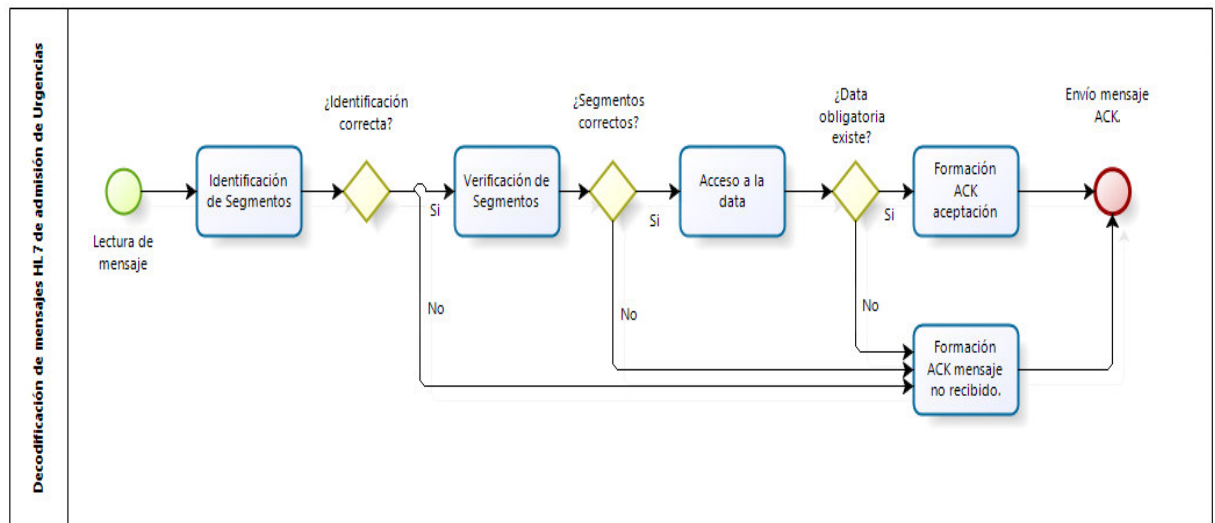 Decodificación de mensajes HL7 de admisión de Urgencias
Lectura de
mensaje
Identificación
de Segmentos
¿Identificación
correcta?
Si
No
Verificación de
Segmentos
¿Segmentos
correctos?
Si
No
Acceso a la
data
¿Data
obligatoria
existe?
Si
No
Formación
ACK
aceptación
Formación
ACK mensaje
no recibido.
Envío mensaje
ACK.